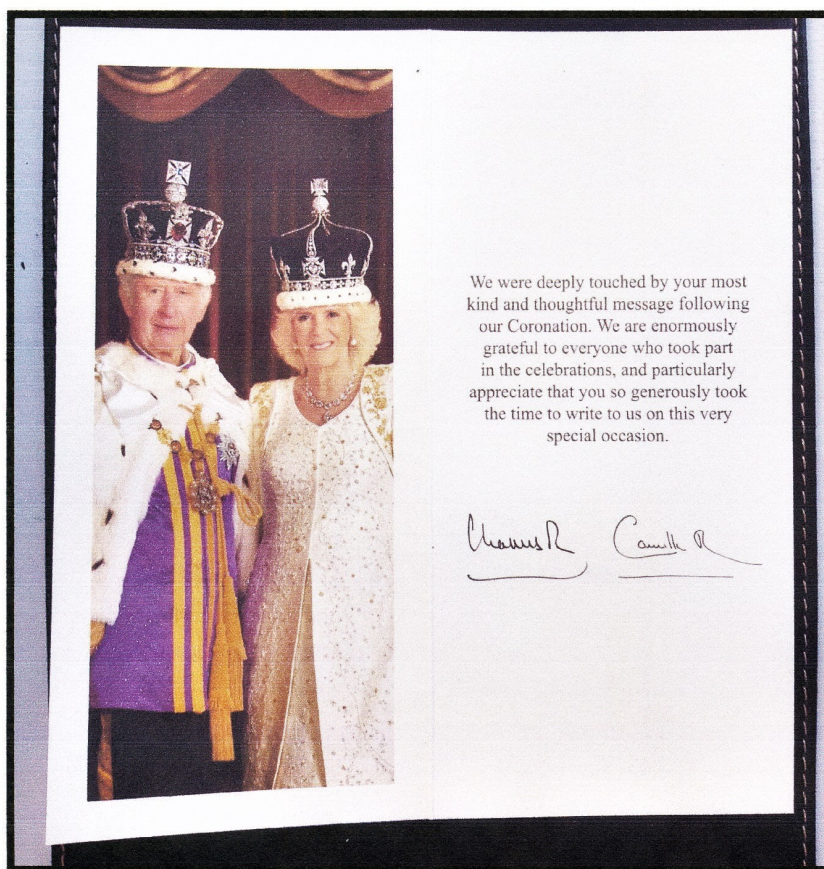 We were deeply touched by your most
kind and thoughtful message following
our Coronation. We are enormously
grateful to everyone who took part
in the celebrations, and particularly
appreciate that you so generously took
the time to write to us on this very
special occasion.
Charles R Camilla R